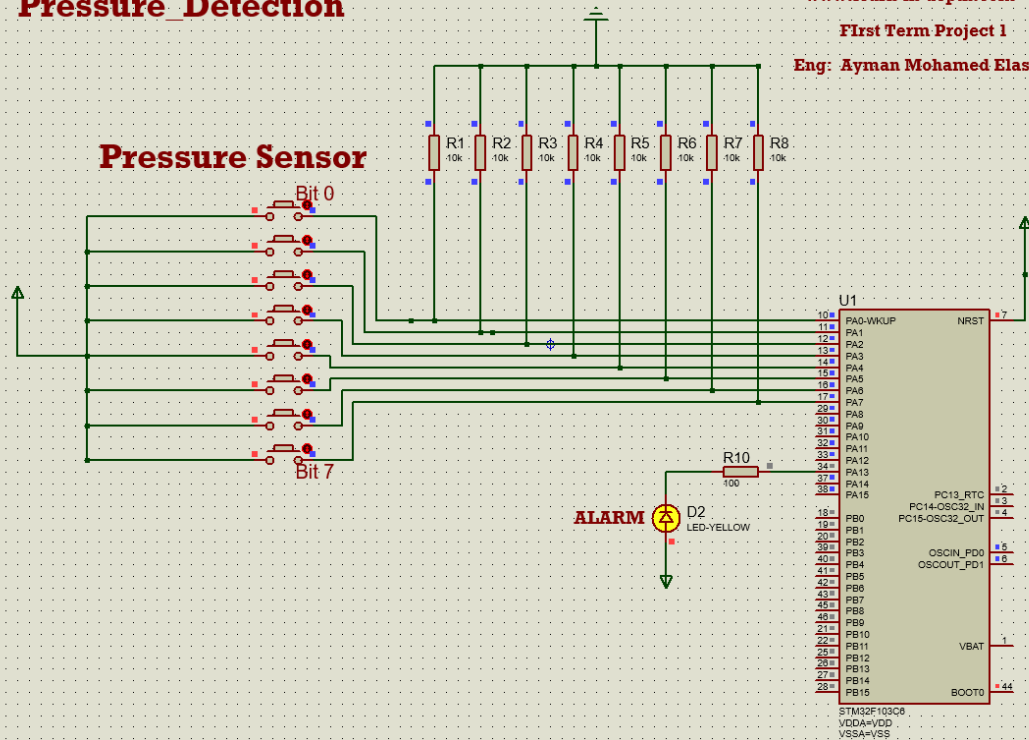 Pressure_Detection
FIrst Term Project 1
Eng: Ayman Mohamed Elas
Pressure Sensor
R1
10k
R2
10k
R3
10k
R4
10k
R5
10k
R6
10k
R7
10k
R8
10k
Bit 0
Bit 7
U1
10 PA0-WKUP NRST 7
11 PA1
12 PA2
13 PA3
14 PA4
15 PA5
16 PA6
17 PA7
29 PA8
30 PA9
31 PA10
32 PA11
33 PA12
34 PA13
37 PA14
38 PA15
PC13_RTC 2
PC14-OSC32_IN 3
PC15-OSC32_OUT 4
18 PB0
19 PB1
20 PB2
39 PB3
40 PB4
41 PB5
42 PB6
43 PB7
45 PB8
46 PB9
21 PB10
22 PB11
25 PB12
26 PB13
27 PB14
28 PB15
OSCIN_PD0 5
OSCOUT_PD1 6
VBAT 1
BOOT0 44
R10
100
ALARM
D2
LED-YELLOW
STM32F103C6
VDDA=VDD
VSSA=VSS